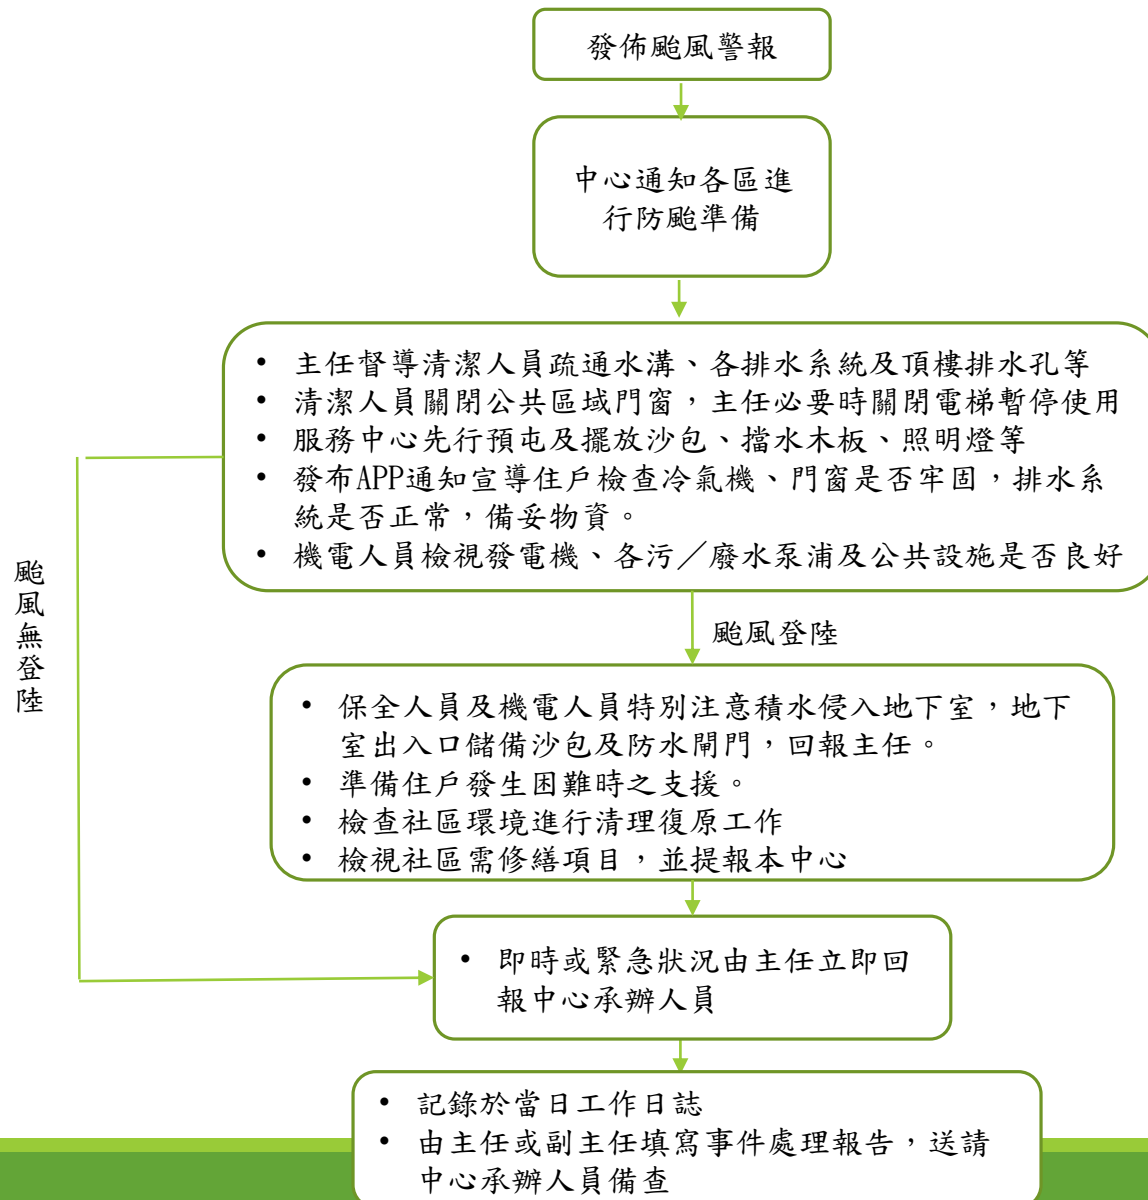 發佈颱風警報
中心通知各區進
行防颱準備
• 主任督導清潔人員疏通水溝、各排水系統及頂樓排水孔等
• 清潔人員關閉公共區域門窗，主任必要時關閉電梯暫停使用
• 服務中心先行預屯及擺放沙包、擋水木板、照明燈等
• 發布APP通知宣導住戶檢查冷氣機、門窗是否牢固，排水系
統是否正常，備妥物資。
• 機電人員檢視發電機、各污／廢水泵浦及公共設施是否良好
颱風無登陸
颱風登陸
• 保全人員及機電人員特別注意積水侵入地下室，地下
室出入口儲備沙包及防水閘門，回報主任。
• 準備住戶發生困難時之支援。
• 檢查社區環境進行清理復原工作
• 檢視社區需修繕項目，並提報本中心
• 即時或緊急狀況由主任立即回
報中心承辦人員
• 記錄於當日工作日誌
• 由主任或副主任填寫事件處理報告，送請
中心承辦人員備查